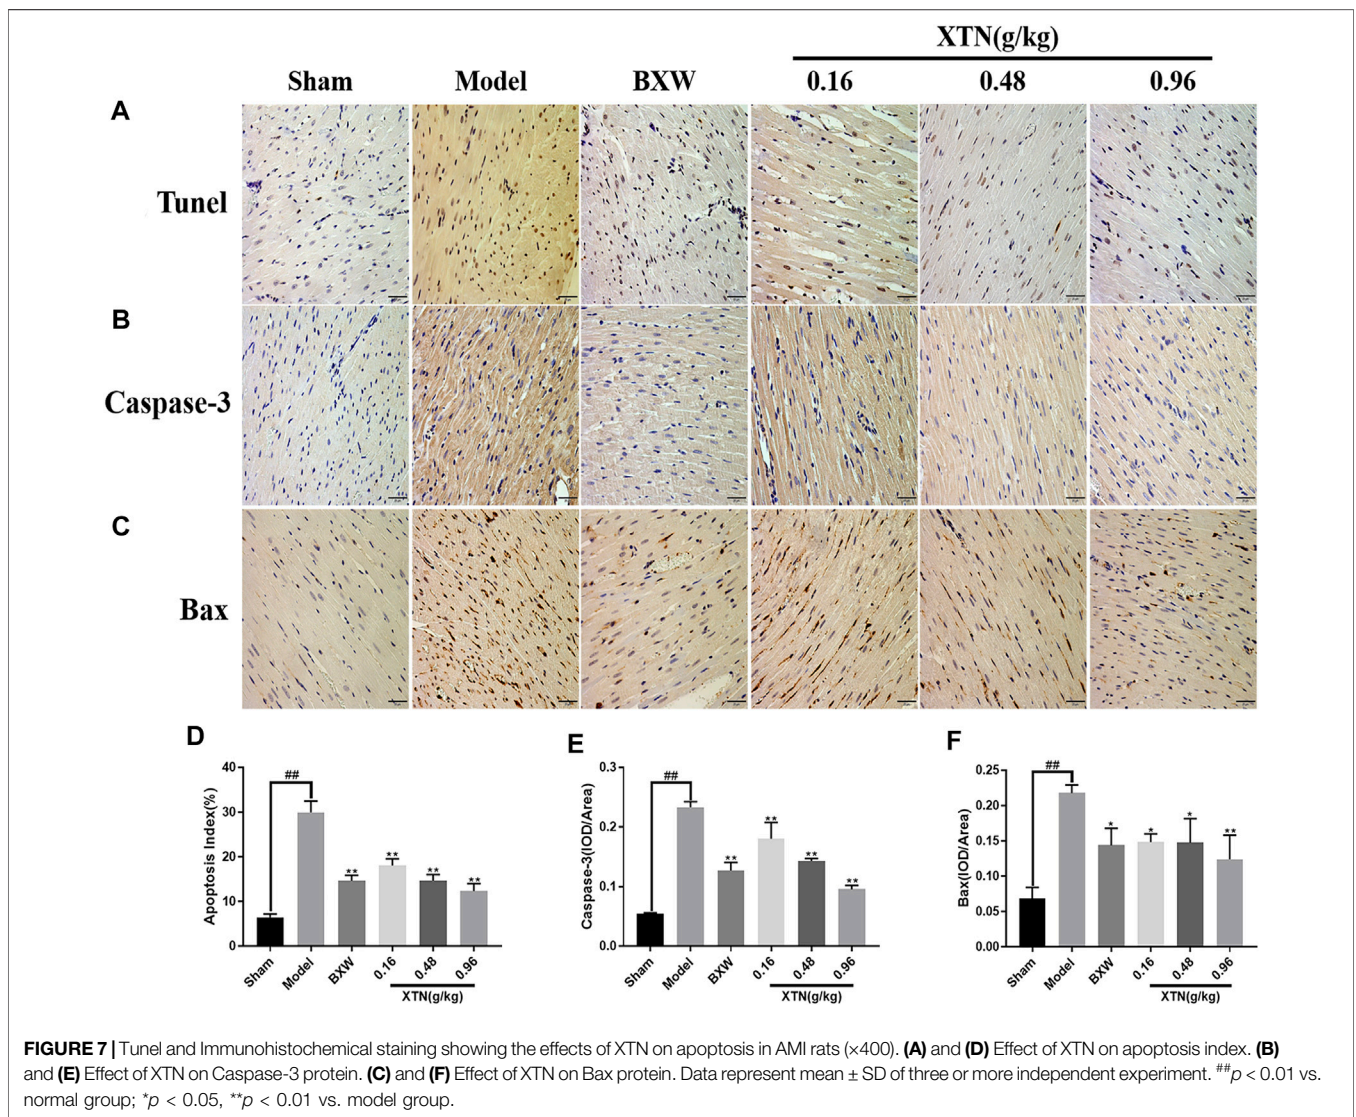 XTN(g/kg)
Sham Model BXW 0.16 0.48 0.96
A
Tunel
B
Caspase-3
C
Bax
D
40
30
20
10
0
Apoptosis Index(%)
##
** ** ** **
Sham Model BXW 0.16 0.48 0.96
XTN(g/kg)
E
0.3
0.2
0.1
0.0
Caspase-3(IOD/Area)
##
** ** ** **
Sham Model BXW 0.16 0.48 0.96
XTN(g/kg)
F
0.25
0.20
0.15
0.10
0.05
0.00
Bax(IOD/Area)
##
* * * **
Sham Model BXW 0.16 0.48 0.96
XTN(g/kg)
FIGURE 7 | Tunel and Immunohistochemical staining showing the effects of XTN on apoptosis in AMI rats (×400). (A) and (D) Effect of XTN on apoptosis index. (B)
and (E) Effect of XTN on Caspase-3 protein. (C) and (F) Effect of XTN on Bax protein. Data represent mean ± SD of three or more independent experiment. ##p < 0.01 vs.
normal group; *p < 0.05, **p < 0.01 vs. model group.